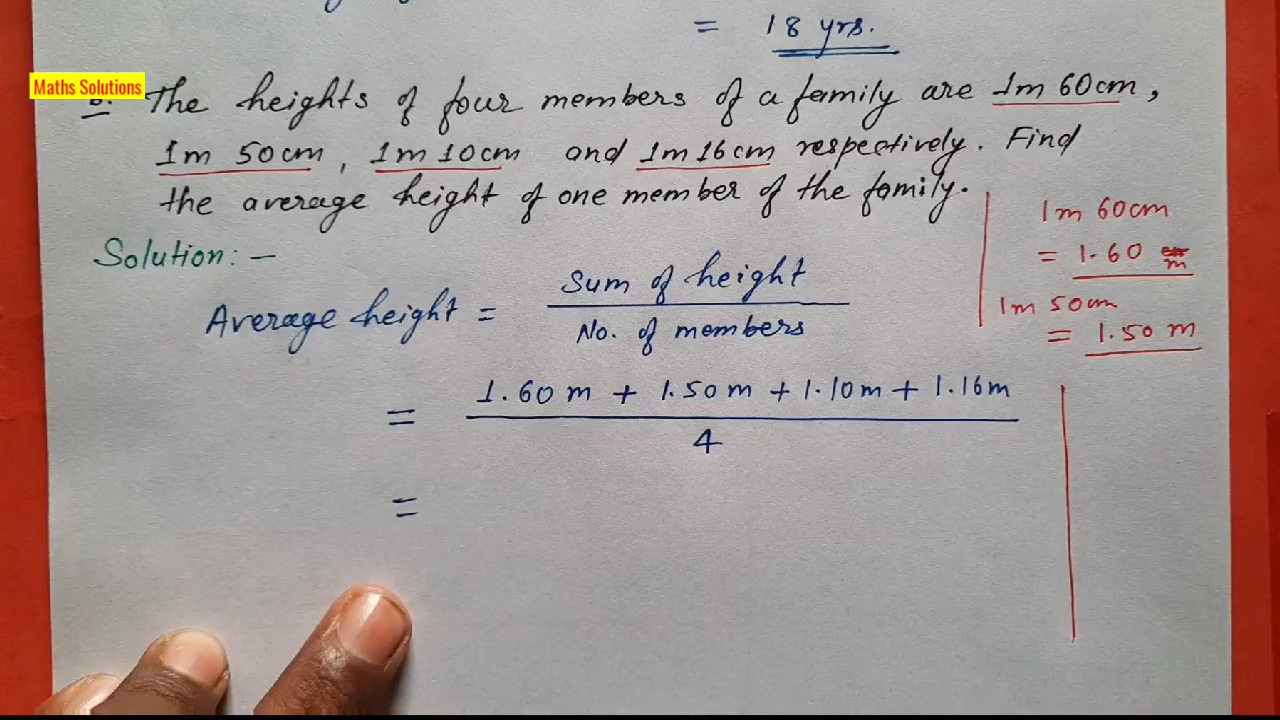 = 18 yrs.
Maths Solutions
The heights of four members of a family are 1m 60cm,
1m 50cm, 1m 10cm and 1m 16cm respectively. Find
the average height of one member of the family.
Solution:-
1m 60cm
= 1.60 m
1m 50cm
= 1.50 m
Average height = Sum of height
No. of members
= 1.60 m + 1.50 m + 1.10 m + 1.16 m
4
=